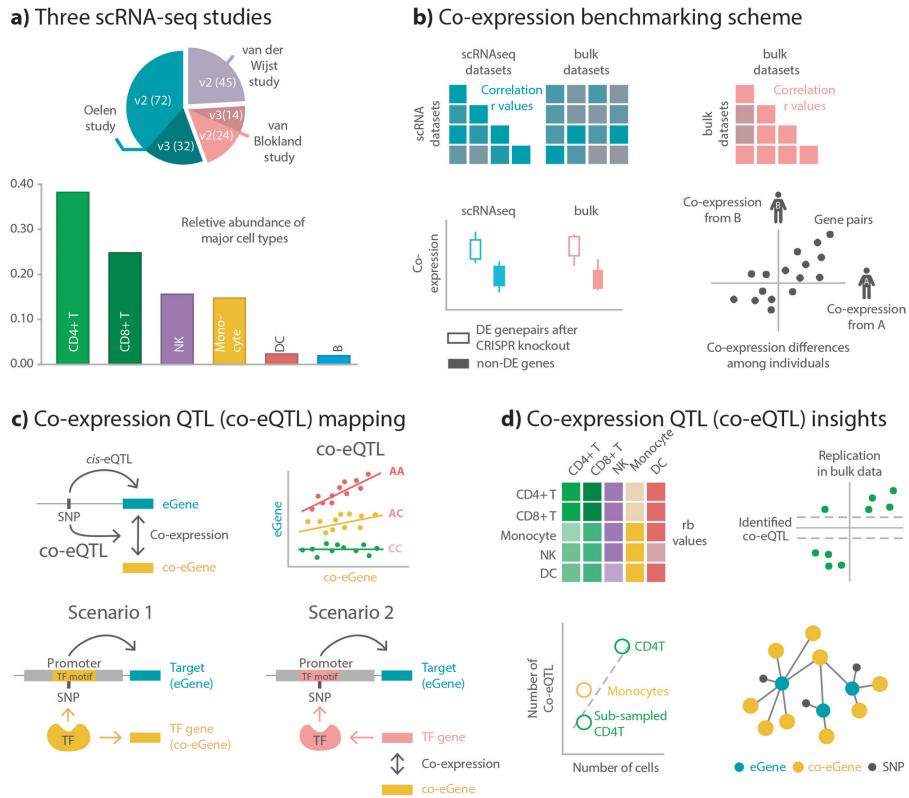 a) Three scRNA-seq studies
van der
Wijst
study
v2 (45)
v2 (72)
Oelen
study
v3(14)
v2(24)
v3 (32)
van
Blokland
study
0.40
0.30
0.40
0.10
0.00
Reletive abundance of
major cell types
CD4+ T
CD8+ T
NK
Mono-
cyte
DC
B
b) Co-expression benchmarking scheme
scRNAseq
datasets
bulk
datasets
bulk
datasets
scRNA
datasets
Correlation
r values
bulk
datasets
Correlation
r values
scRNAseq
bulk
Co-
expression
DE genepairs after
CRISPR knockout
non-DE genes
Co-expression
from B
B
Gene pairs
A
Co-expression
from A
Co-expression differences
among individuals
c) Co-expression QTL (co-eQTL) mapping
cis-eQTL
SNP
eGene
co-eQTL
Co-expression
co-eGene
co-eQTL
AA
AC
CC
eGene
co-eGene
Scenario 1
Promoter
TF motif
SNP
Target
(eGene)
TF
TF gene
(co-eGene)
Scenario 2
Promoter
TF motif
SNP
Target
(eGene)
TF
TF gene
Co-expression
co-eGene
d) Co-expression QTL (co-eQTL) insights
CD4+ T
CD8+ T
NK
Monocyte
DC
CD4+ T
CD8+ T
Monocyte
NK
DC
rb
values
Replication
in bulk data
Identified
co-eQTL
Number of
Co-eQTL
CD4T
Monocytes
Sub-sampled
CD4T
Number of cells
eGene
co-eGene
SNP